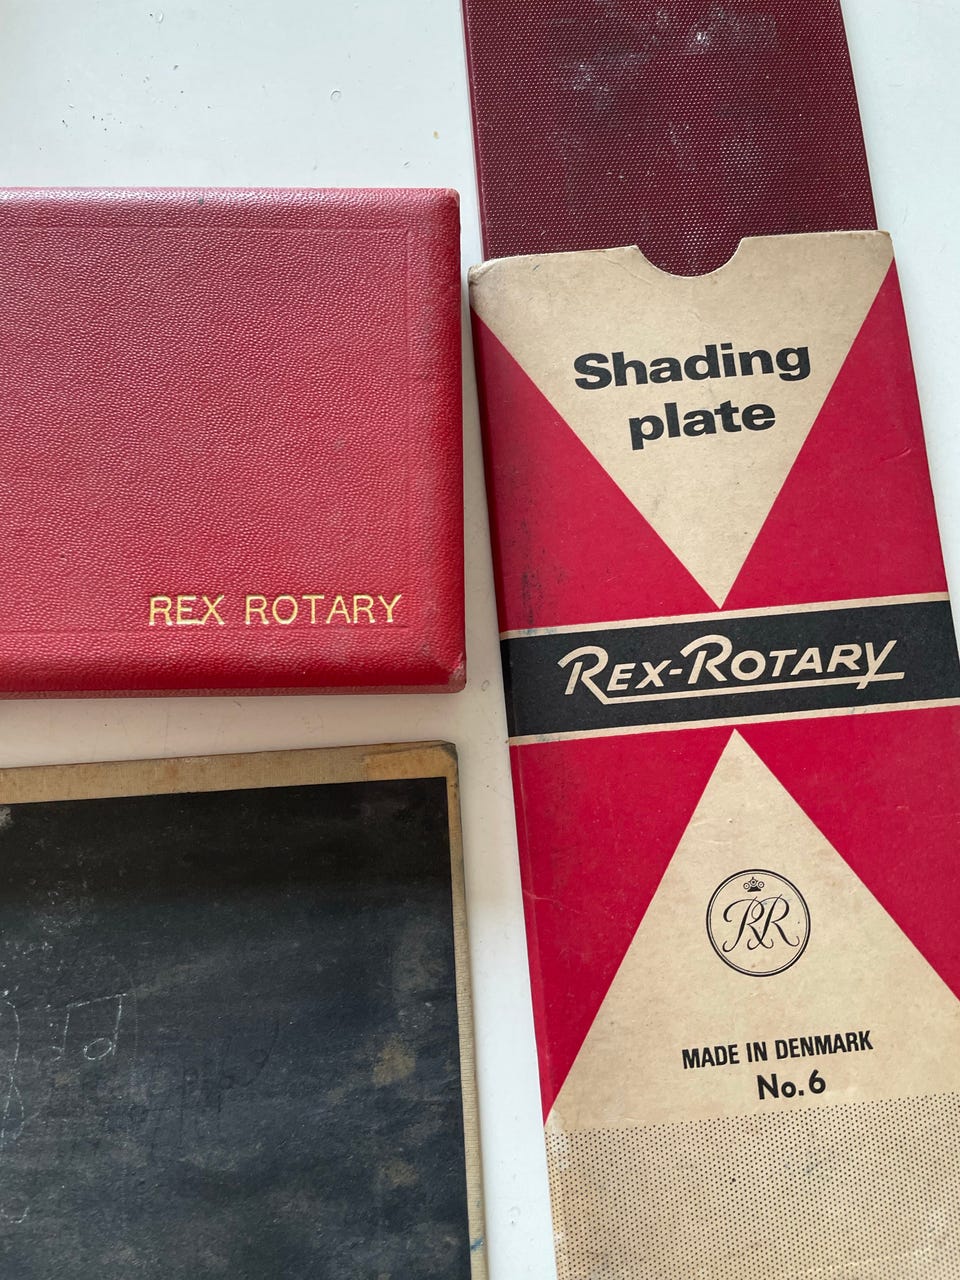 REX ROTARY
Shading
plate
REX-ROTARY
RR
MADE IN DENMARK
No.6